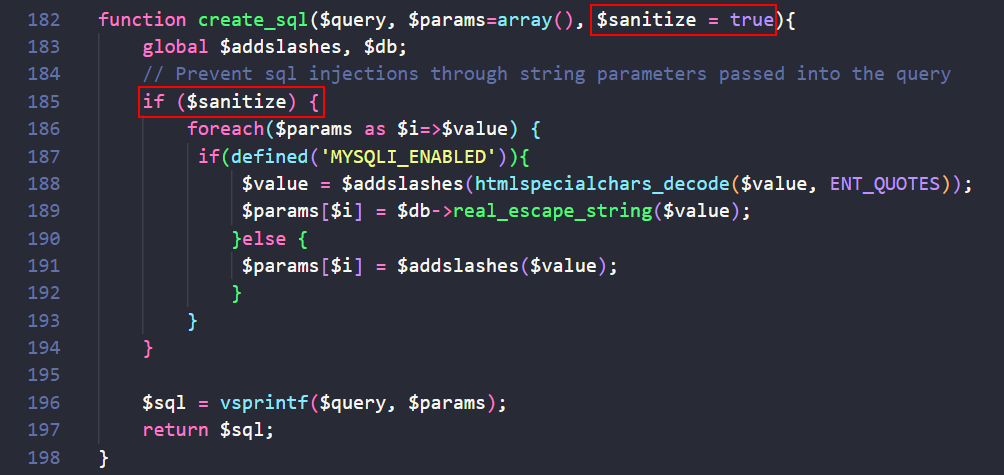 182 function create_sql($query, $params=array(), $sanitize = true){
183 global $addslashes, $db;
184 // Prevent sql injections through string parameters passed into the query
185 if ($sanitize) {
186 foreach($params as $i=>$value) {
187 if(defined('MYSQLI_ENABLED')){
188 $value = $addslashes(htmlspecialchars_decode($value, ENT_QUOTES));
189 $params[$i] = $db->real_escape_string($value);
190 }else {
191 $params[$i] = $addslashes($value);
192 }
193 }
194 }
195
196 $sql = vsprintf($query, $params);
197 return $sql;
198 }